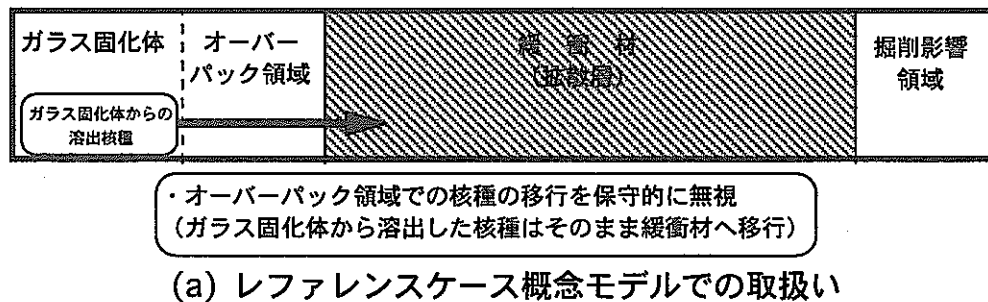 ガラス固化体
オーバー
パック領域
緩衝材
(拡散層)
掘削影響
領域
ガラス固化体からの
溶出核種
・オーバーパック領域での核種の移行を保守的に無視
(ガラス固化体から溶出した核種はそのまま緩衝材へ移行)
(a) レファレンスケース概念モデルでの取扱い